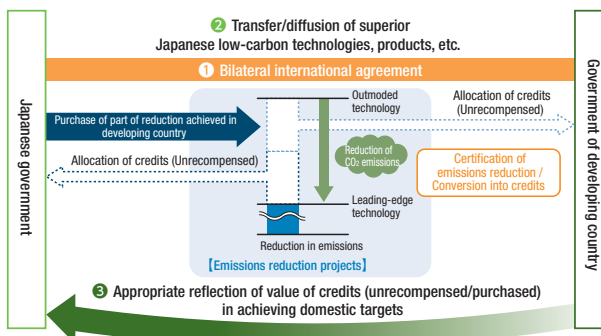 ❷ Transfer/diffusion of superior
Japanese low-carbon technologies, products, etc.
❶ Bilateral international agreement
Japanese government
Government of developing country
Outmoded
technology
Allocation of credits
(Unrecompensed)
Purchase of part of reduction achieved in
developing country
Reduction of
CO₂ emissions
Allocation of credits (Unrecompensed)
Certification of
emissions reduction /
Conversion into credits
Leading-edge
technology
Reduction in emissions
【Emissions reduction projects】
❸ Appropriate reflection of value of credits (unrecompensed/purchased)
in achieving domestic targets